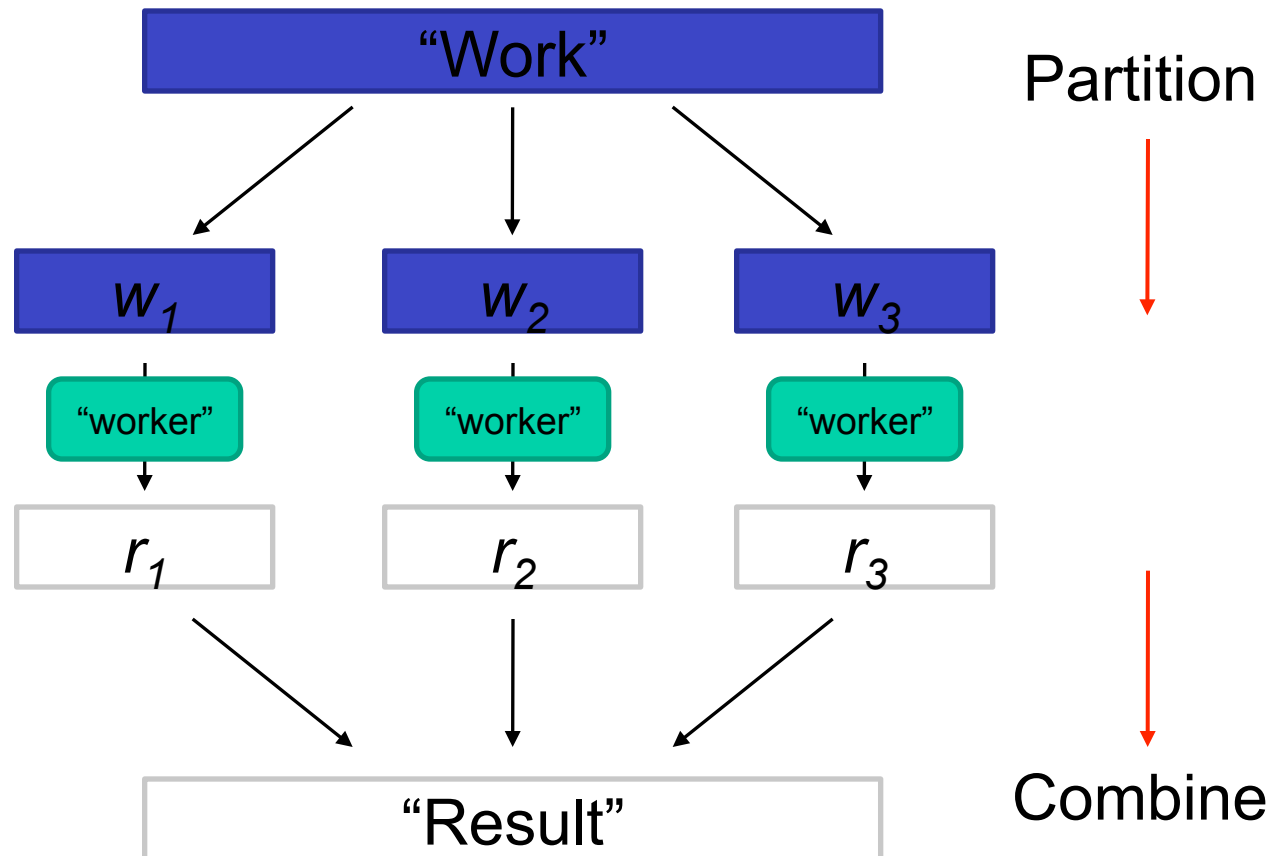 “Work”
Partition
w1
w2
w3
“worker”
“worker”
“worker”
r1
r2
r3
Combine
“Result”